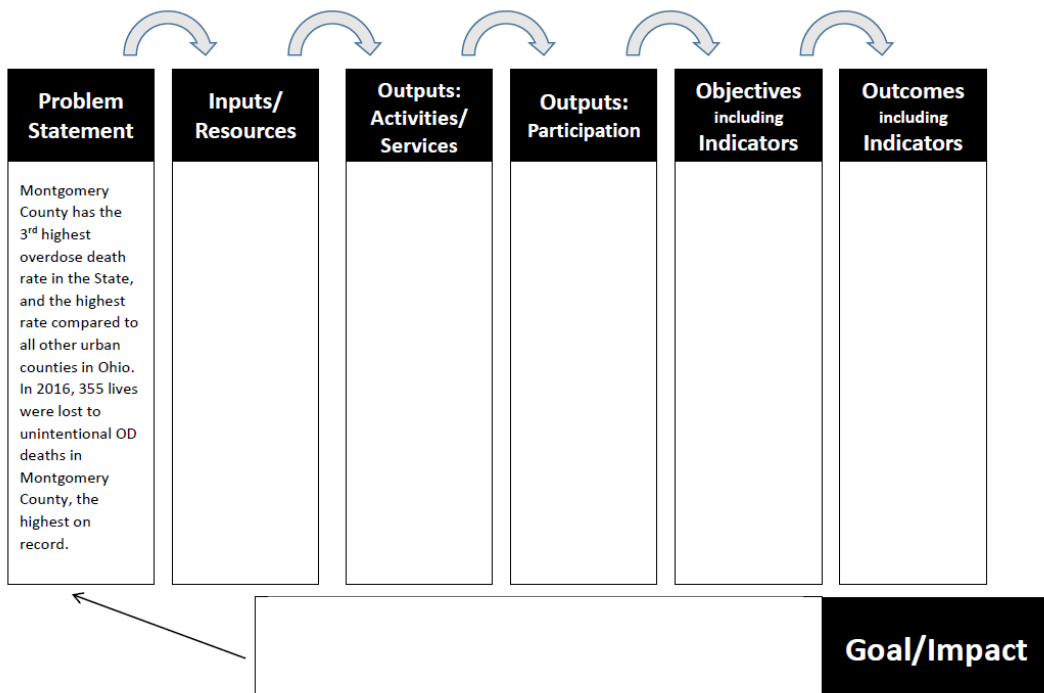 Problem
Statement
Inputs/
Resources
Outputs:
Activities/
Services
Outputs:
Participation
Objectives
including
Indicators
Outcomes
including
Indicators
Montgomery
County has the
3rd highest
overdose death
rate in the State,
and the highest
rate compared to
all other urban
counties in Ohio.
In 2016, 355 lives
were lost to
unintentional OD
deaths in
Montgomery
County, the
highest on
record.
Goal/Impact